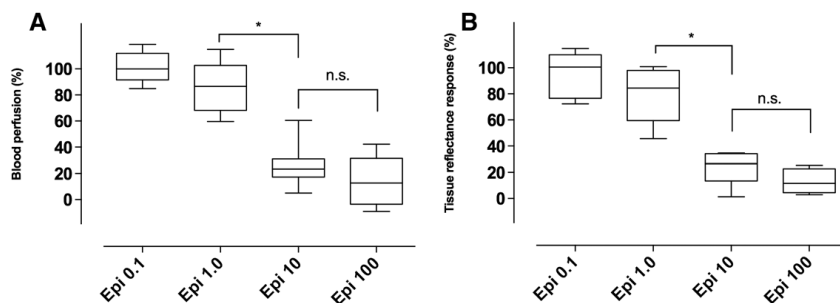 A
Blood perfusion (%)
100
80
60
40
20
0
*
n.s.
Epi 0.1
Epi 1.0
Epi 10
Epi 100
B
Tissue reflectance response (%)
100
80
60
40
20
0
*
n.s.
Epi 0.1
Epi 1.0
Epi 10
Epi 100